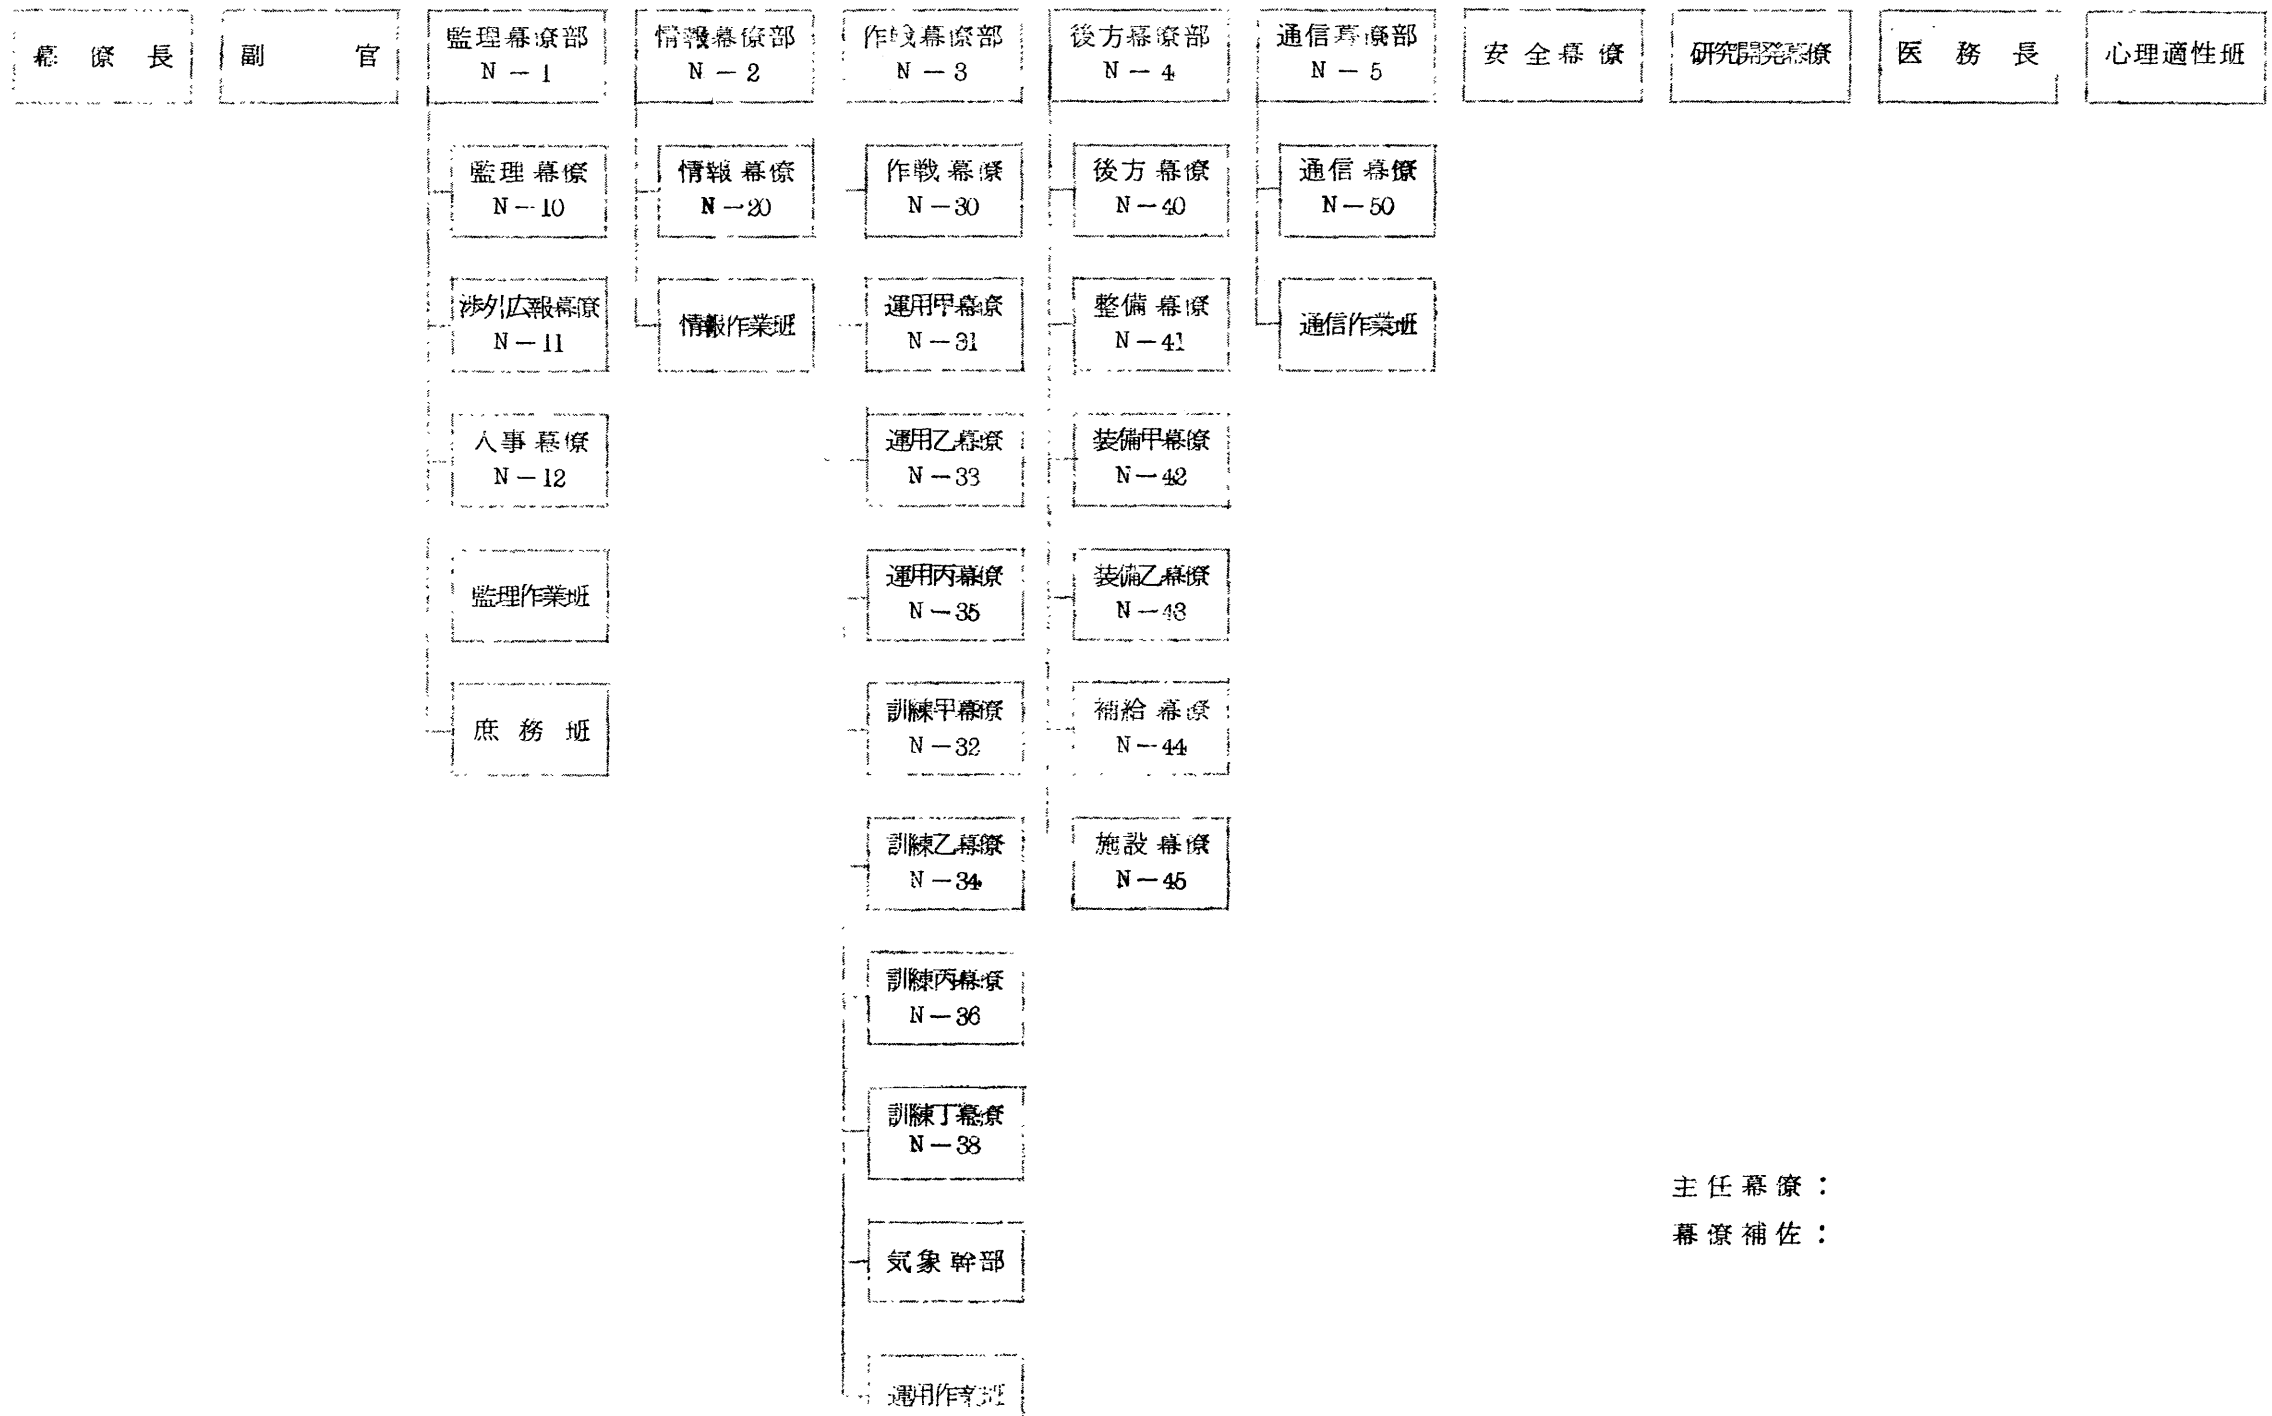 幕僚長
副官
監理幕僚部
N－1
情報幕僚部
N－2
作戦幕僚部
N－3
後方幕僚部
N－4
通信幕僚部
N－5
安全幕僚
研究開発幕僚
医務長
心理適性班
監理幕僚
N－10
渉外広報幕僚
N－11
人事幕僚
N－12
監理作業班
庶務班
情報幕僚
N－20
情報作業班
作戦幕僚
N－30
運用甲幕僚
N－31
運用乙幕僚
N－33
運用丙幕僚
N－35
訓練甲幕僚
N－32
訓練乙幕僚
N－34
訓練丙幕僚
N－36
訓練丁幕僚
N－38
気象幹部
運用作業班
後方幕僚
N－40
整備幕僚
N－41
装備甲幕僚
N－42
装備乙幕僚
N－43
補給幕僚
N－44
施設幕僚
N－45
通信幕僚
N－50
通信作業班
主任幕僚：
幕僚補佐：